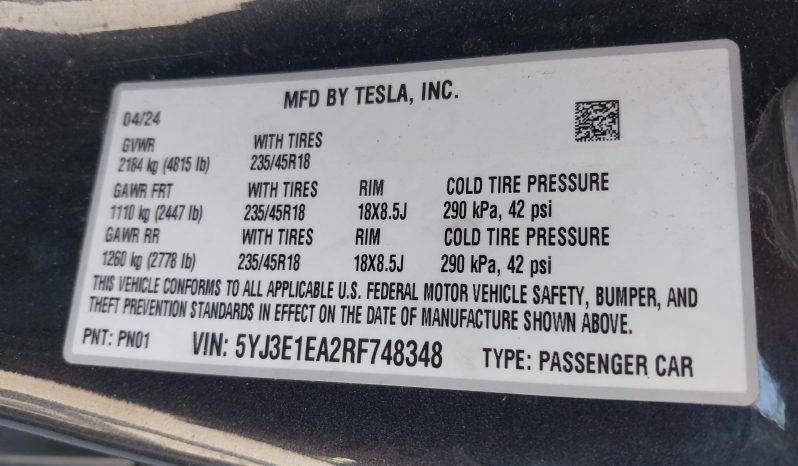 MFD BY TESLA, INC.
04/24
GVWR WITH TIRES
2184 kg (4815 lb) 235/45R18
GAWR FRT WITH TIRES RIM COLD TIRE PRESSURE
1110 kg (2447 lb) 235/45R18 18X8.5J 290 kPa, 42 psi
GAWR RR WITH TIRES RIM COLD TIRE PRESSURE
1260 kg (2778 lb) 235/45R18 18X8.5J 290 kPa, 42 psi
THIS VEHICLE CONFORMS TO ALL APPLICABLE U.S. FEDERAL MOTOR VEHICLE SAFETY, BUMPER, AND
THEFT PREVENTION STANDARDS IN EFFECT ON THE DATE OF MANUFACTURE SHOWN ABOVE.
PNT: PN01 VIN: 5YJ3E1EA2RF748348 TYPE: PASSENGER CAR